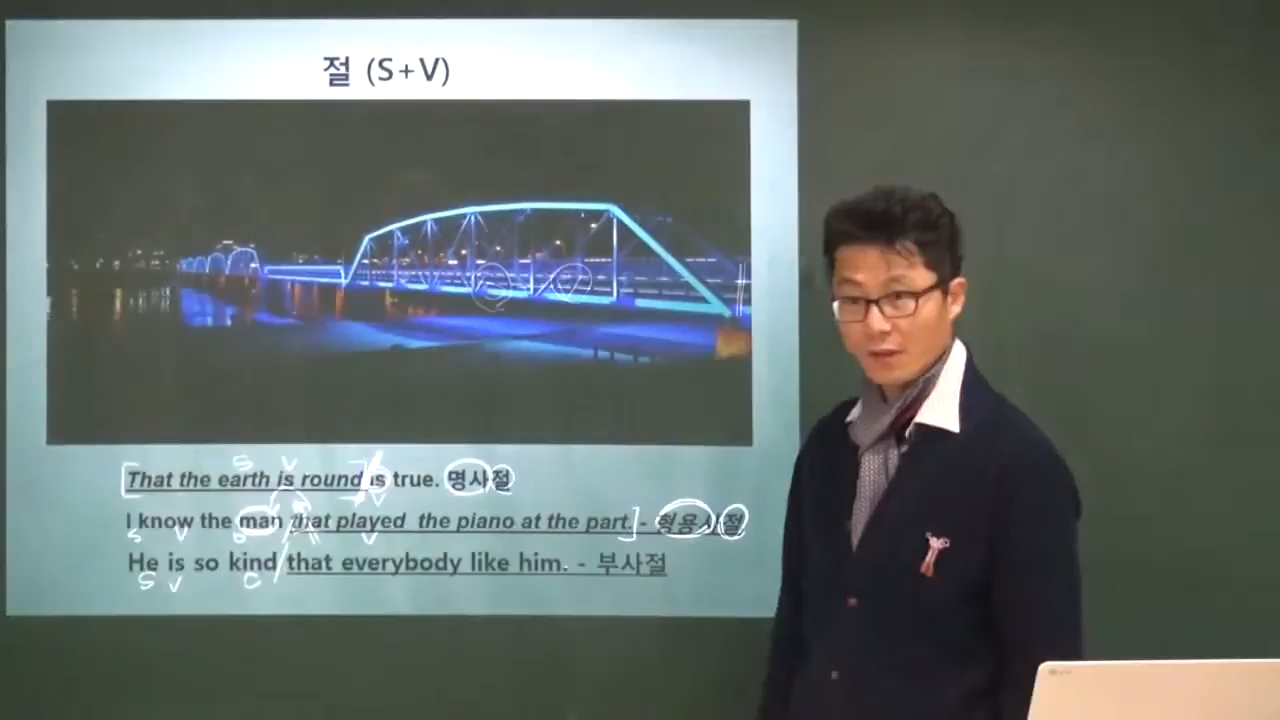 절 (S+V)
S V
That the earth is round is true. 명사절
V
I know the man that played the piano at the part. - 형용사절
S V S V
He is so kind that everybody like him. - 부사절
S V C